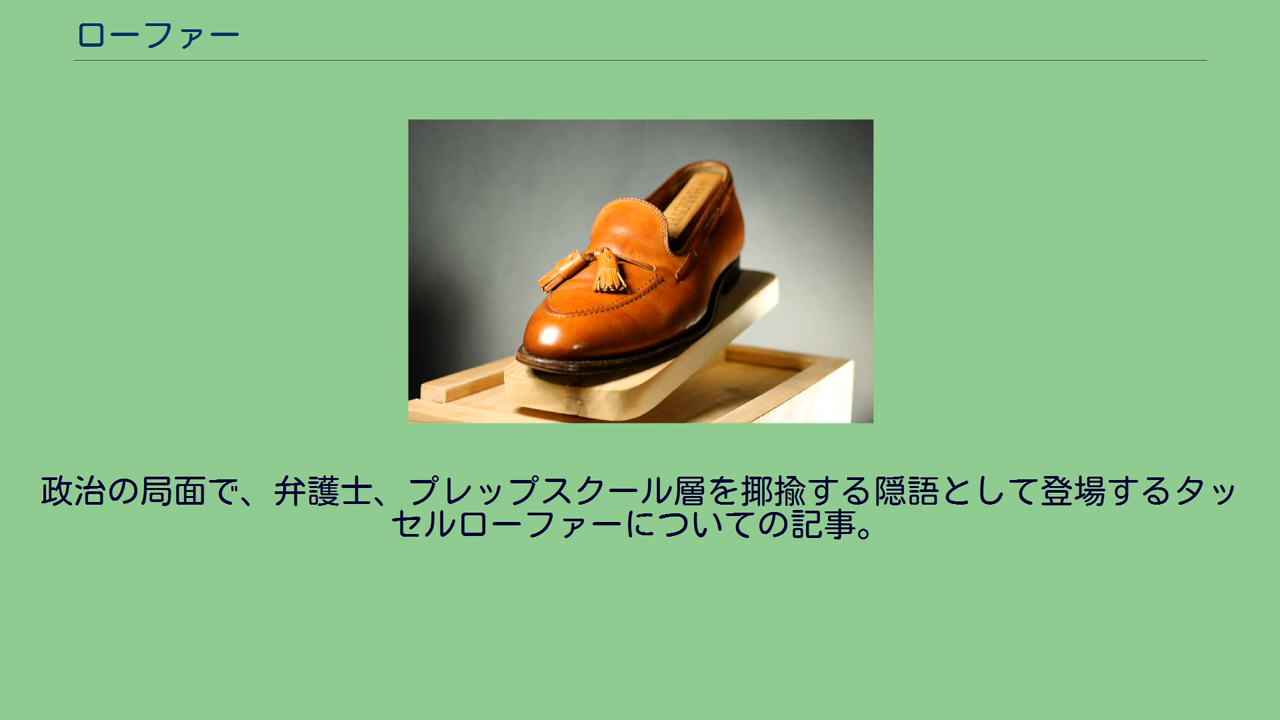 ローファー
政治の局面で、弁護士、プレップスクール層を揶揄する隠語として登場するタッ
セルローファーについての記事。